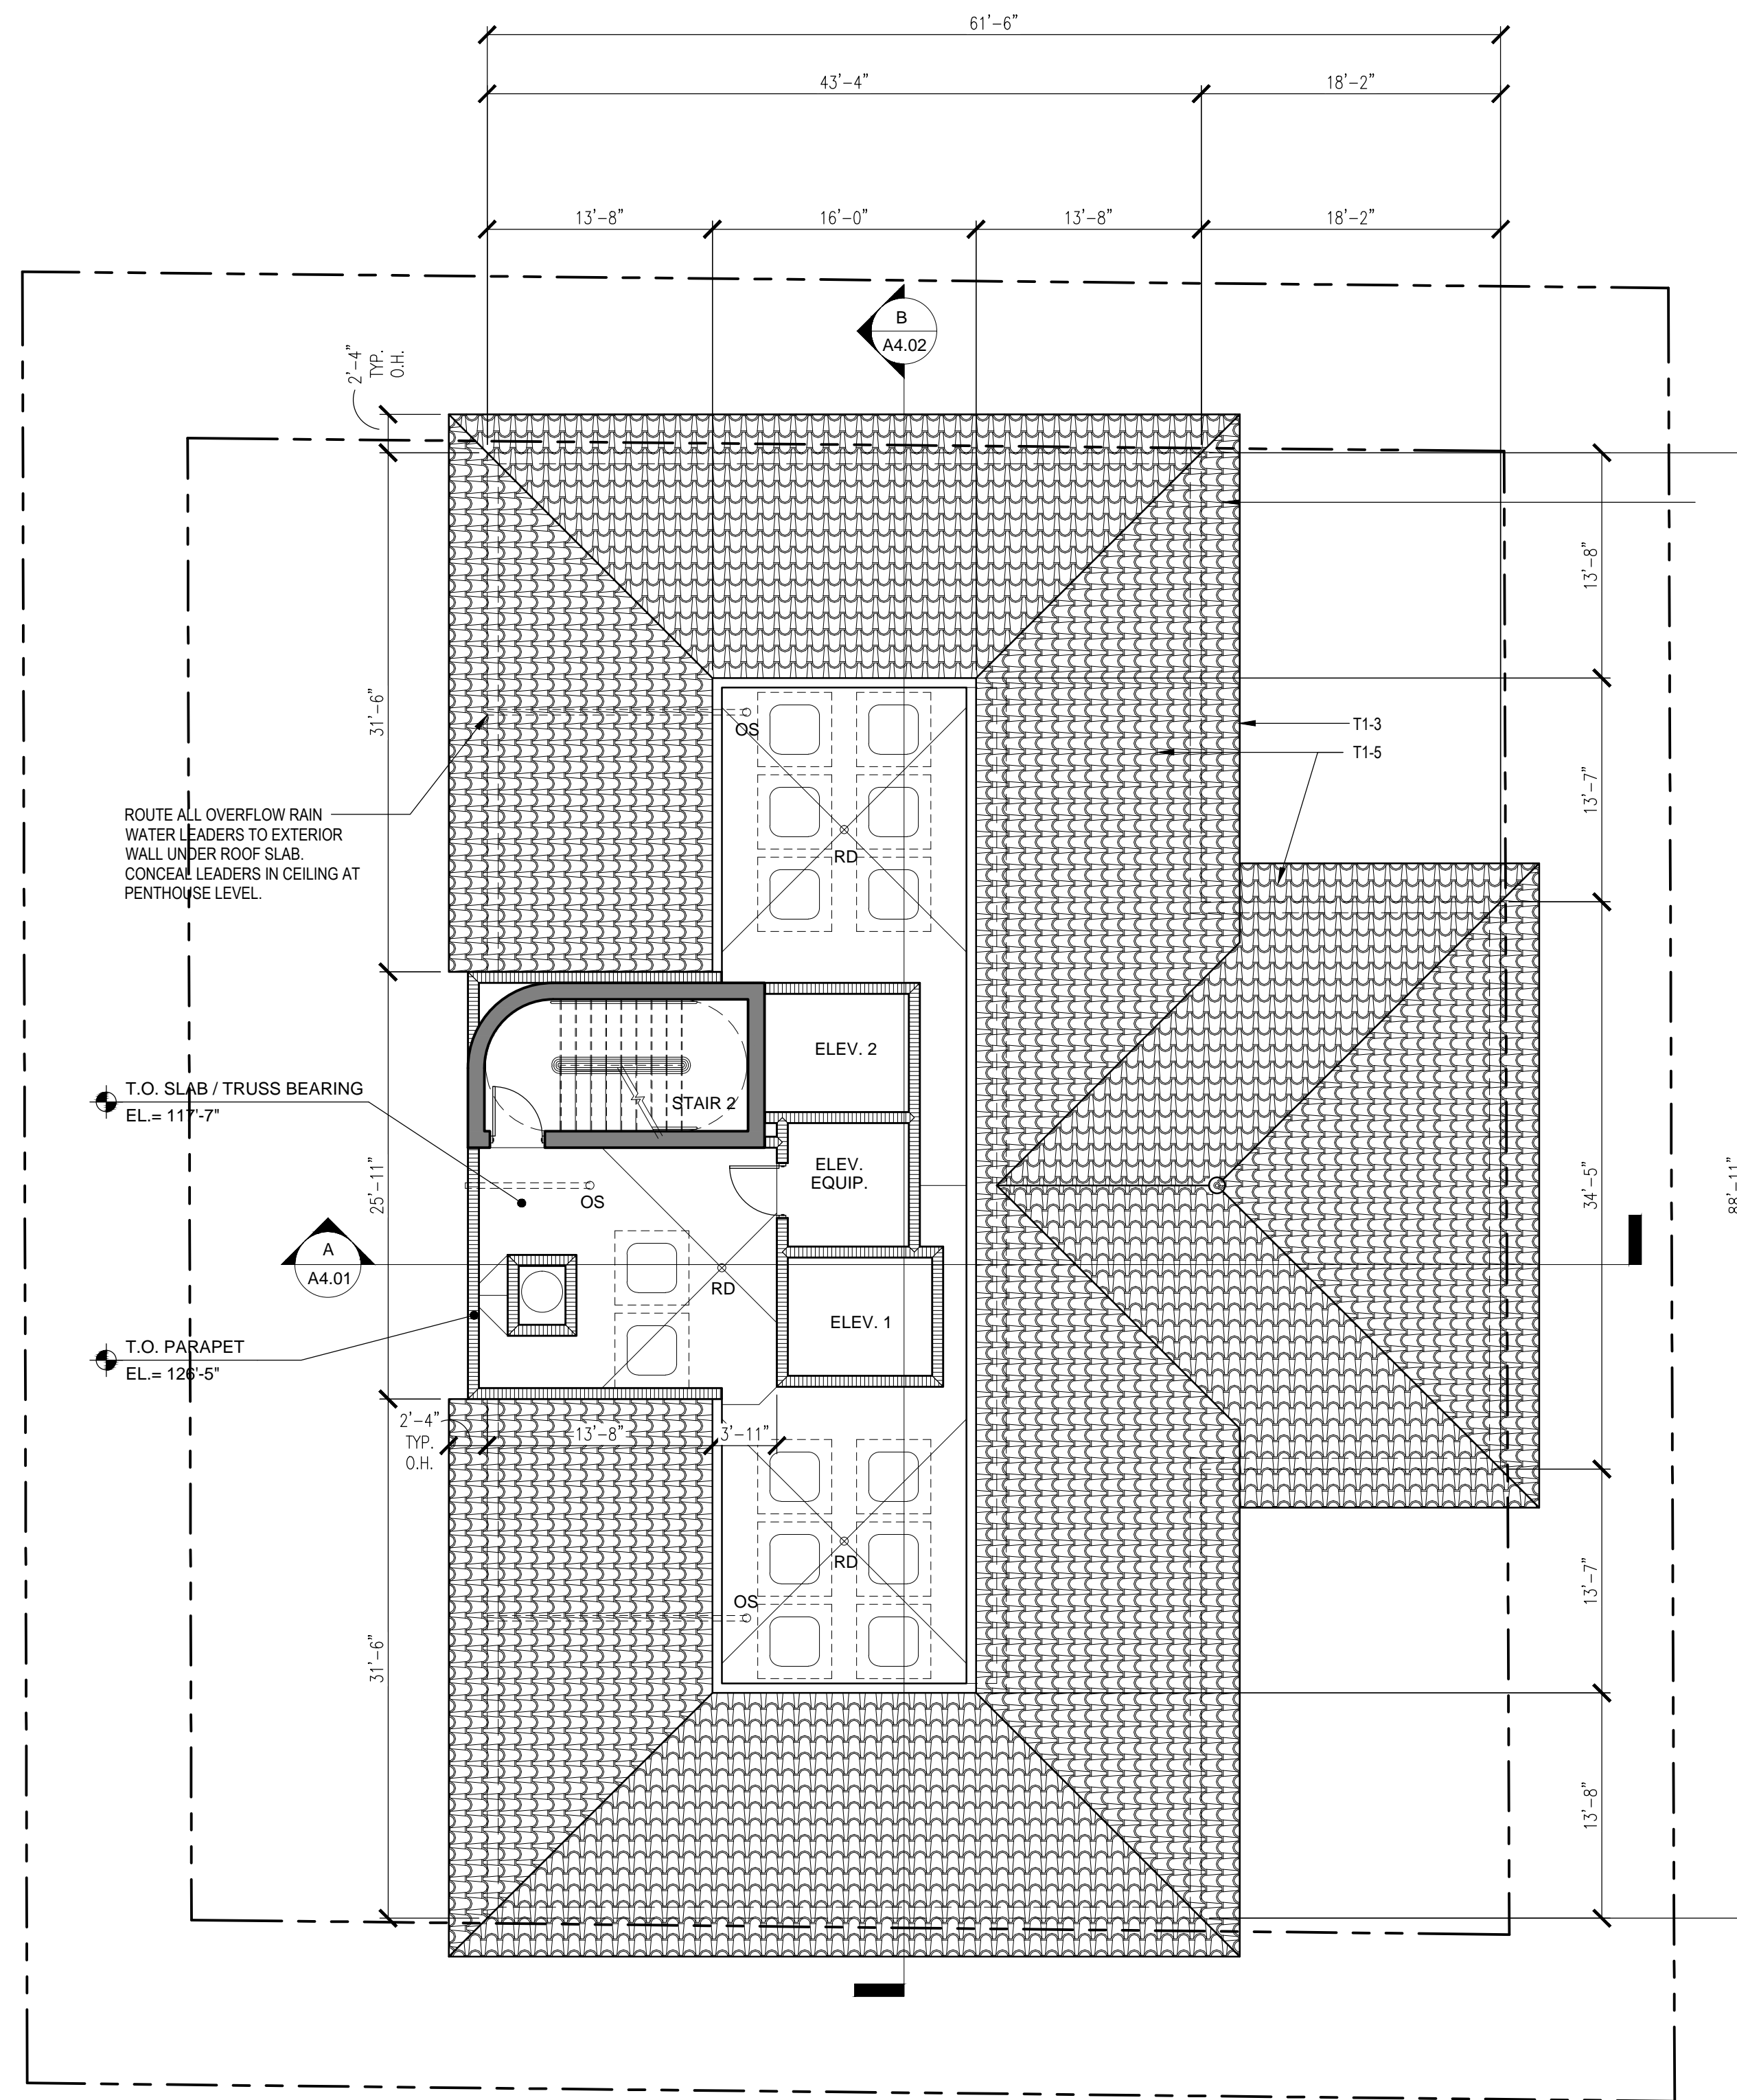 61'-6"
43'-4"
18'-2"
13'-8"
16'-0"
13'-8"
18'-2"
B
A4.02
2'-4"
TYP.
O.H.
13'-8"
31'-6"
OS
T1-3
T1-5
13'-7"
ROUTE ALL OVERFLOW RAIN
WATER LEADERS TO EXTERIOR
WALL UNDER ROOF SLAB.
CONCEAL LEADERS IN CEILING AT
PENTHOUSE LEVEL.
RD
ELEV. 2
T.O. SLAB / TRUSS BEARING
EL.= 117'-7"
STAIR 2
ELEV.
EQUIP.
25'-11"
OS
34'-5"
88'-11"
A
A4.01
RD
ELEV. 1
T.O. PARAPET
EL.= 126'-5"
2'-4"
TYP.
O.H.
13'-8"
3'-11"
RD
OS
13'-7"
31'-6"
13'-8"